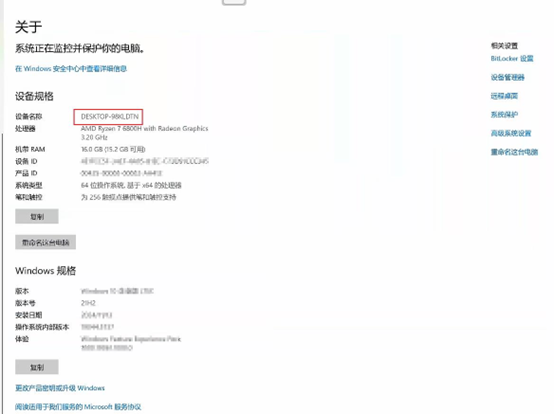 关于
系统正在监控并保护你的电脑。
在 Windows 安全中心中查看详细信息
设备规格
设备名称 DESKTOP-98KLDTN
处理器 AMD Ryzen 7 6800H with Radeon Graphics
3.20 GHz
机带 RAM 16.0 GB (15.2 GB 可用)
设备 ID
产品 ID
系统类型 64 位操作系统, 基于 x64 的处理器
笔和触控 为 256 触摸点提供笔和触控支持
复制
重命名这台电脑
Windows 规格
版本 Windows 10
版本号 21H2
安装日期
操作系统内部版本
体验 Windows Feature Experience Pack
复制
更改产品密钥或升级 Windows
阅读适用于我们服务的 Microsoft 服务协议
相关设置
BitLocker 设置
设备管理器
远程桌面
系统保护
高级系统设置
重命名这台电脑